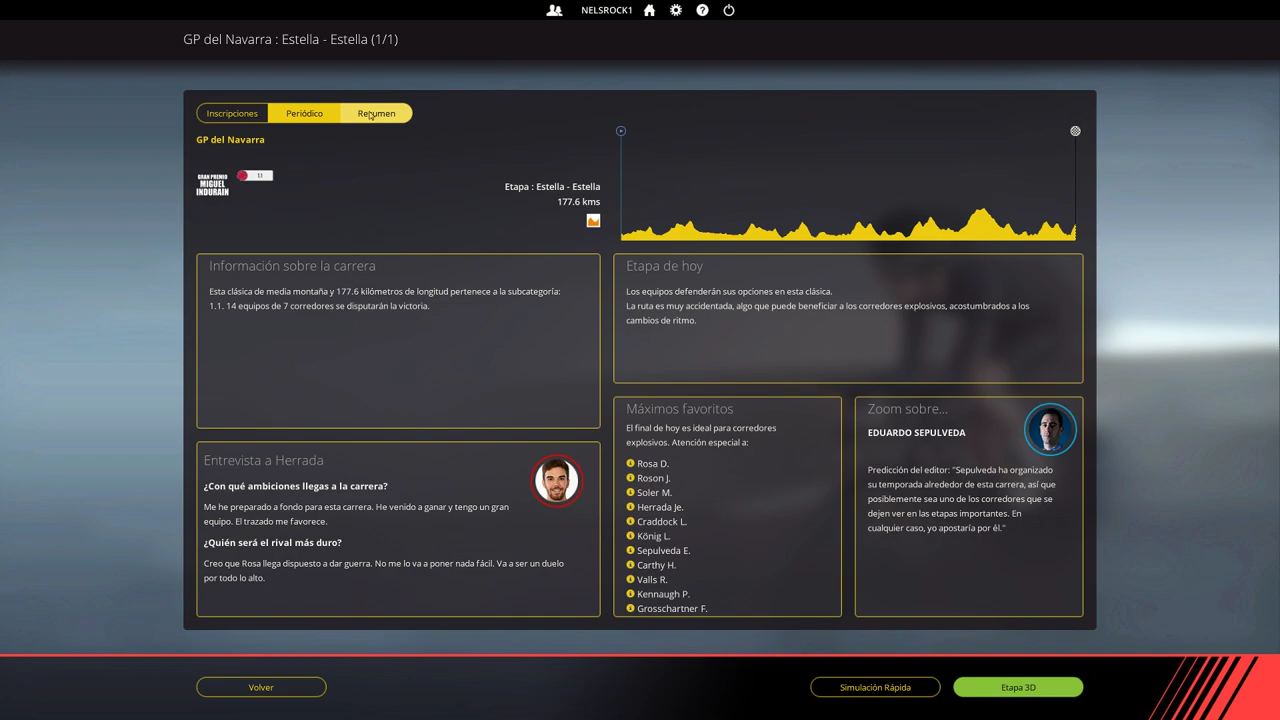 NELSROCK1
GP del Navarra : Estella - Estella (1/1)
Inscripciones
Periódico
Resumen
GP del Navarra
GRAN PREMIO
MIGUEL
INDURAIN
1.1
Etapa : Estella - Estella
177.6 kms
Información sobre la carrera
Esta clásica de media montaña y 177.6 kilómetros de longitud pertenece a la subcategoría:
1.1. 14 equipos de 7 corredores se disputarán la victoria.
Etapa de hoy
Los equipos defenderán sus opciones en esta clásica.
La ruta es muy accidentada, algo que puede beneficiar a los corredores explosivos, acostumbrados a los
cambios de ritmo.
Entrevista a Herrada
¿Con qué ambiciones llegas a la carrera?
Me he preparado a fondo para esta carrera. He venido a ganar y tengo un gran
equipo. El trazado me favorece.
¿Quién será el rival más duro?
Creo que Rosa llega dispuesto a dar guerra. No me lo va a poner nada fácil. Va a ser un duelo
por todo lo alto.
Máximos favoritos
El final de hoy es ideal para corredores
explosivos. Atención especial a:
Rosa D.
Roson J.
Soler M.
Herrada Je.
Craddock L.
König L.
Sepulveda E.
Carthy H.
Valls R.
Kennaugh P.
Grosschartner F.
Zoom sobre...
EDUARDO SEPULVEDA
Predicción del editor: "Sepulveda ha organizado
su temporada alrededor de esta carrera, así que
posiblemente sea uno de los corredores que se
dejen ver en las etapas importantes. En
cualquier caso, yo apostaría por él."
Volver
Simulación Rápida
Etapa 3D